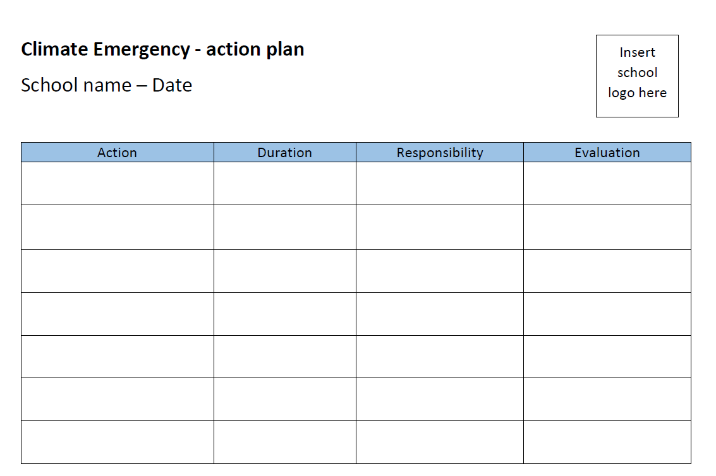 Climate Emergency - action plan
School name – Date
Insert
school
logo here
Action Duration Responsibility Evaluation